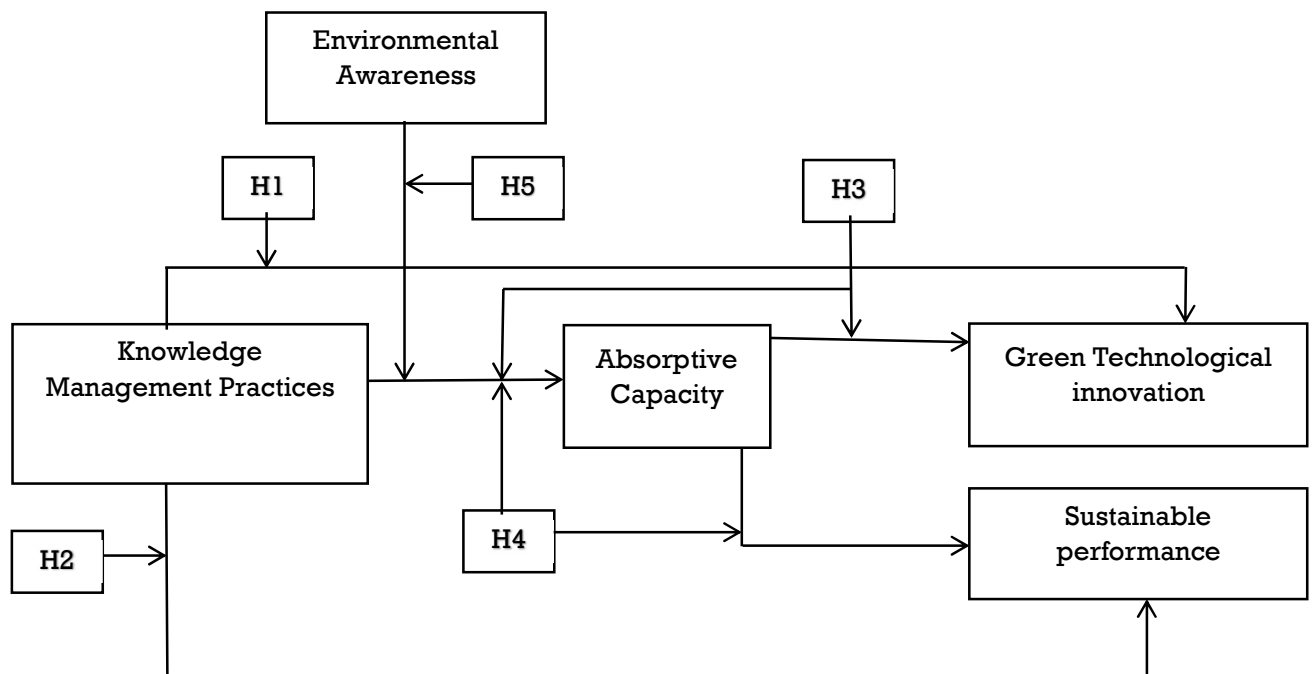 Environmental
Awareness
H1
H5
H3
Knowledge
Management Practices
Absorptive
Capacity
Green Technological
innovation
H2
H4
Sustainable
performance